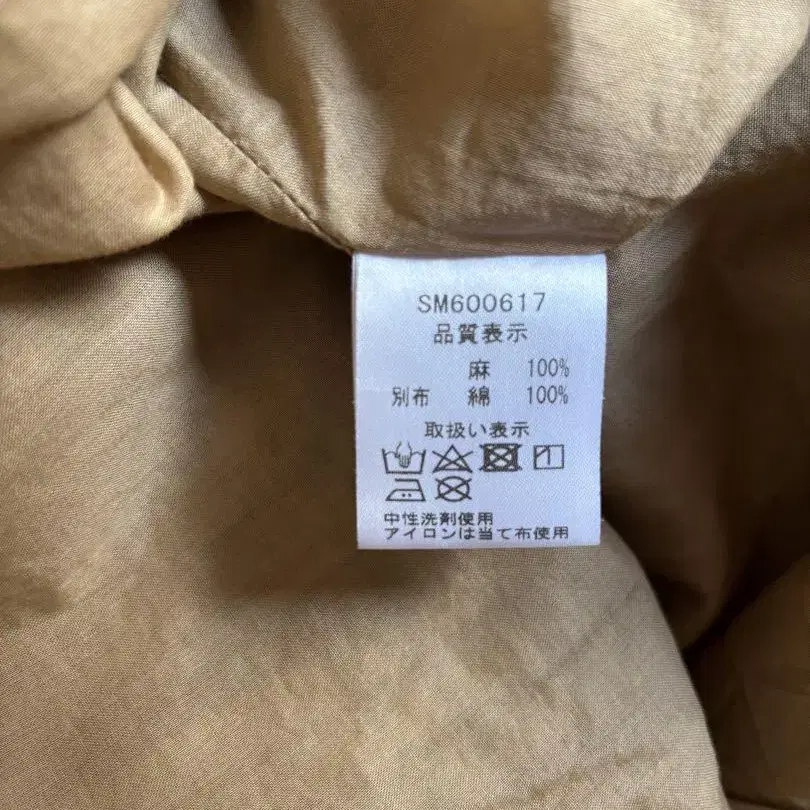 SM600617
品質表示
麻 100%
別布 綿 100%
取扱い表示
中性洗剤使用
アイロンは当て布使用